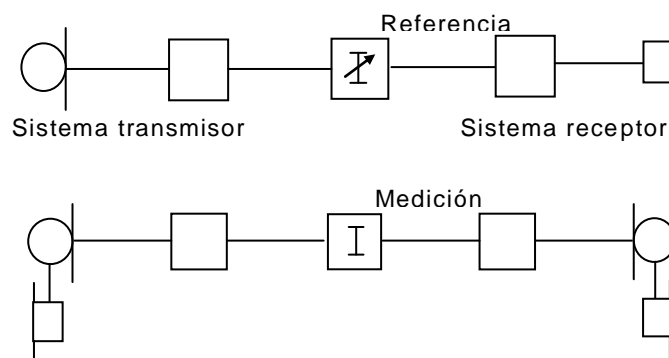 Referencia
Sistema transmisor
Sistema receptor
Medición